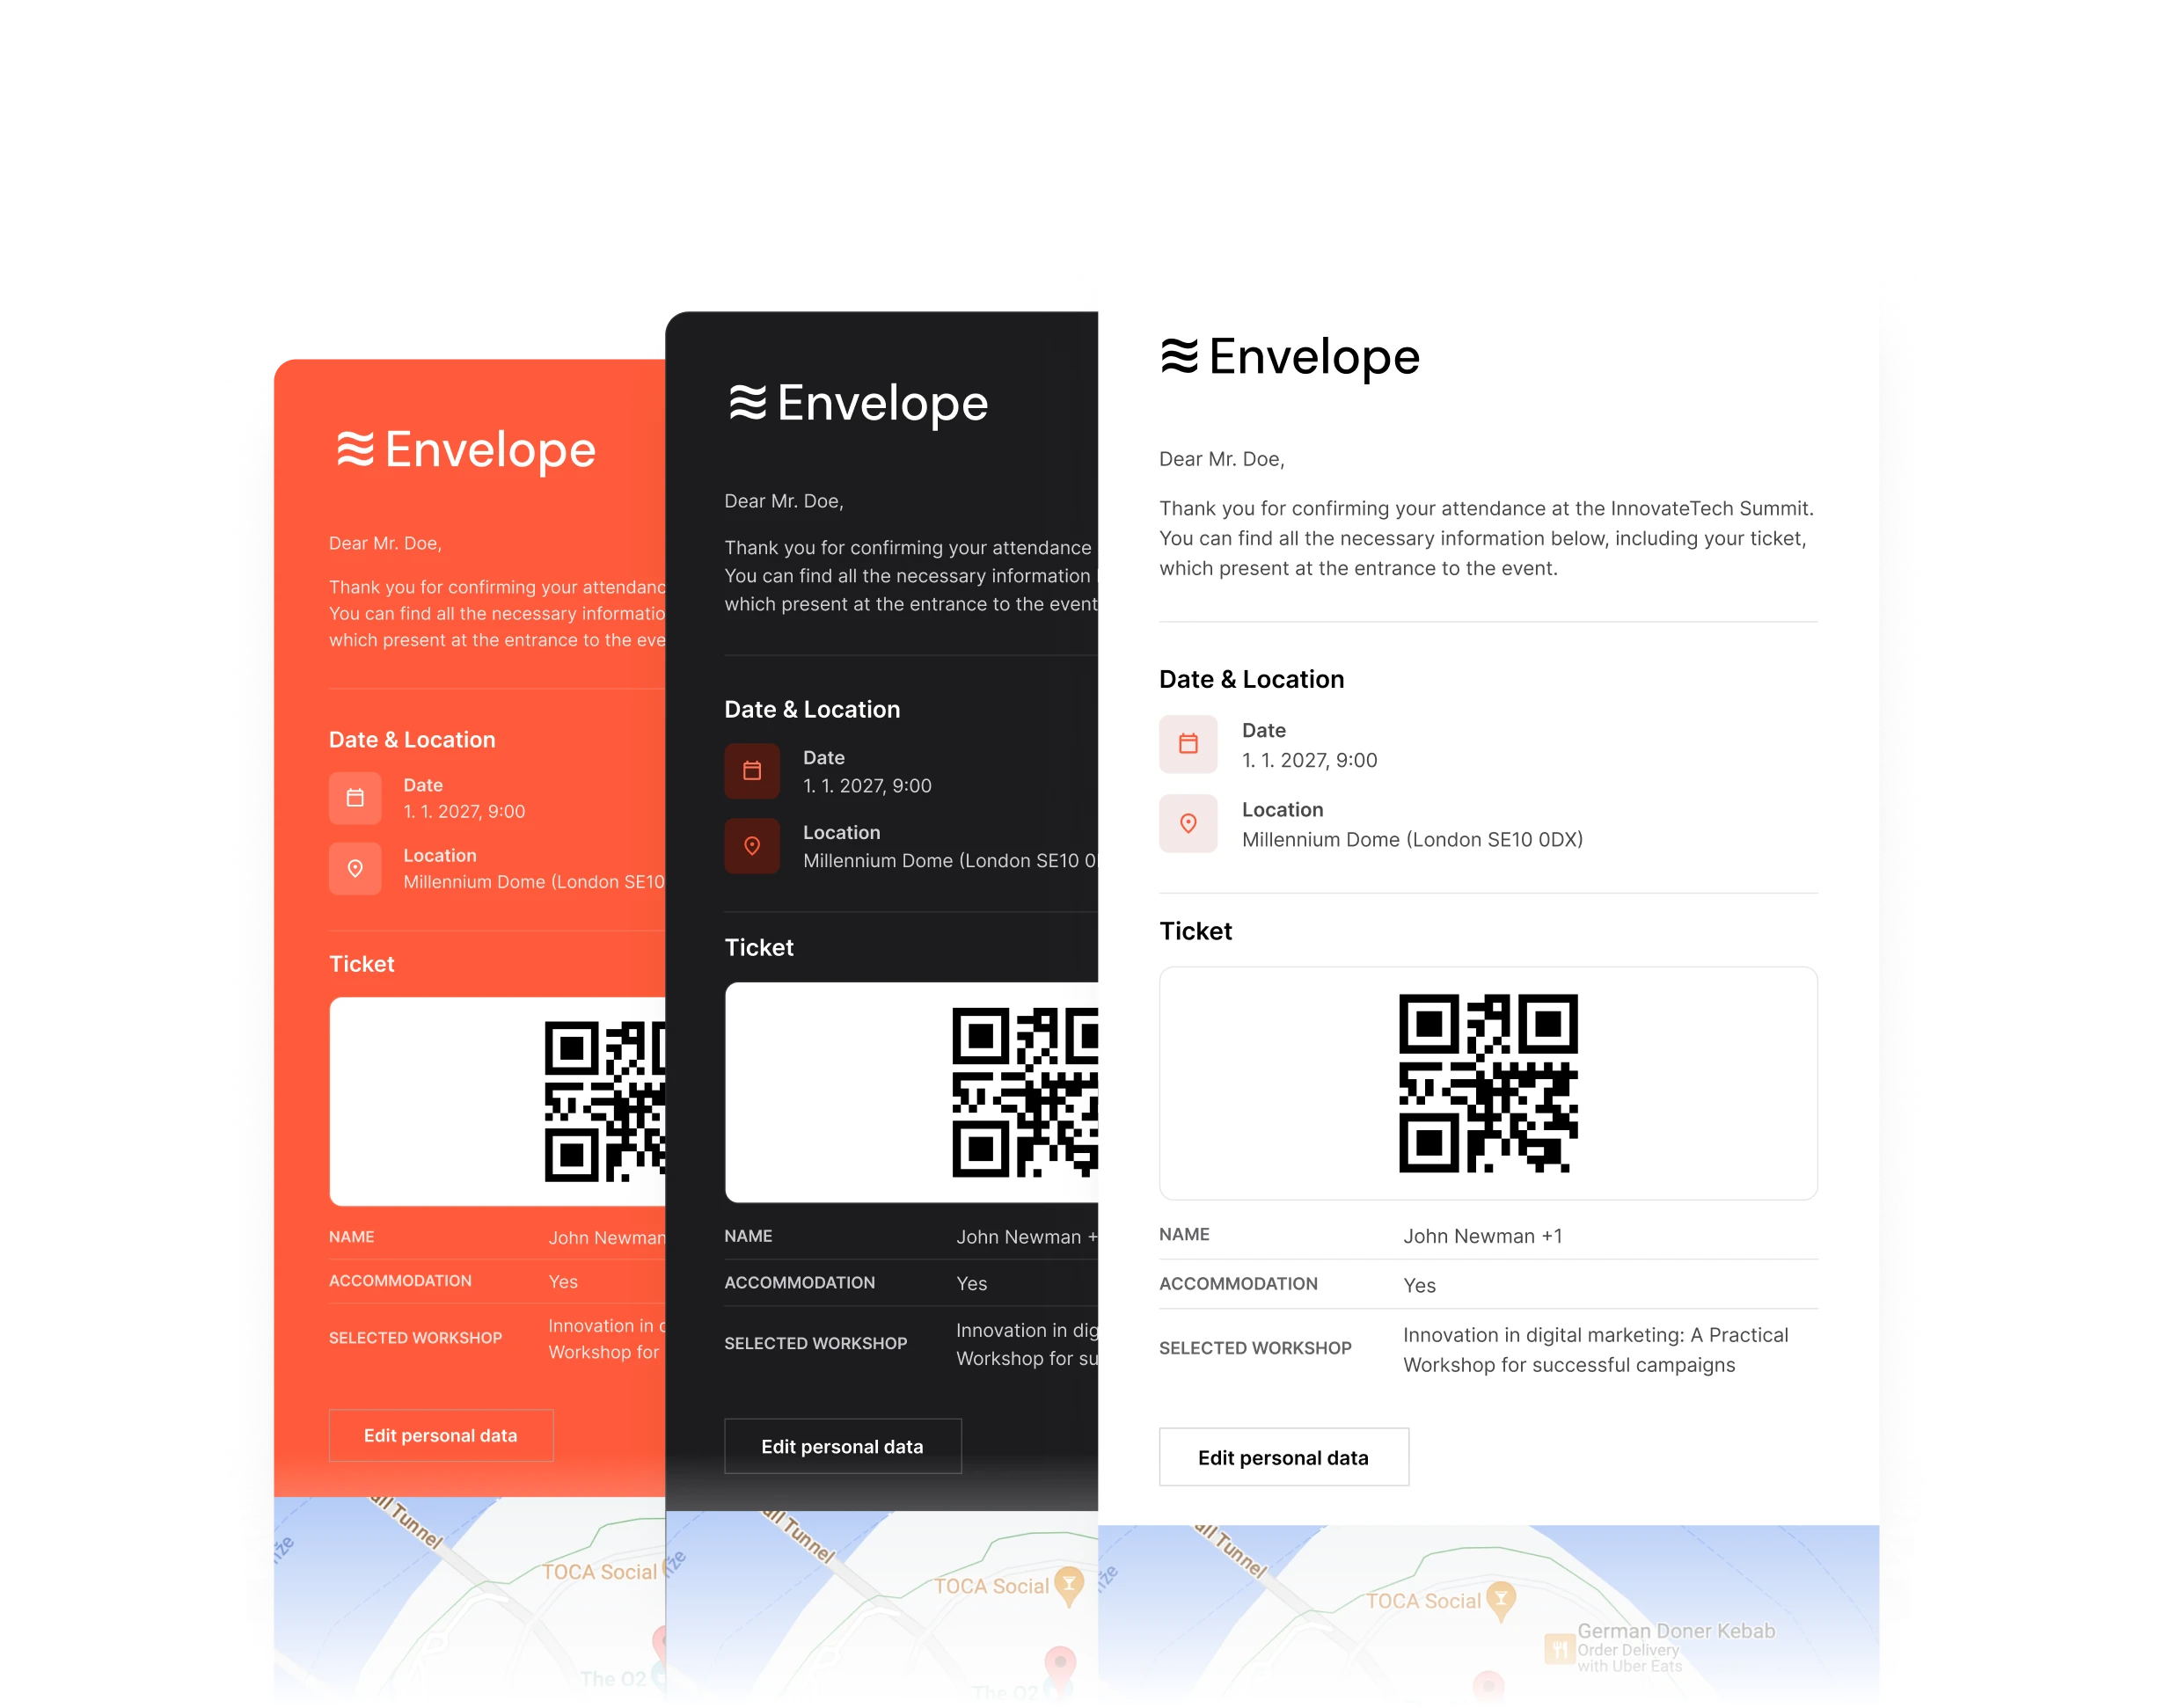 Envelope
Dear Mr. Doe,
Thank you for confirming your attendanc
You can find all the necessary informatio
which present at the entrance to the eve
Date & Location
Date
1. 1. 2027, 9:00
Location
Millennium Dome (London SE10
Ticket
NAME
John Newman
ACCOMMODATION
Yes
SELECTED WORKSHOP
Innovation in
Workshop for
Edit personal data
all Tunnel
TOCA Social
The O2
Envelope
Dear Mr. Doe,
Thank you for confirming your attendance
You can find all the necessary information
which present at the entrance to the event
Date & Location
Date
1. 1. 2027, 9:00
Location
Millennium Dome (London SE10 0
Ticket
NAME
John Newman +
ACCOMMODATION
Yes
SELECTED WORKSHOP
Innovation in dig
Workshop for su
Edit personal data
all Tunnel
TOCA Social
The O2
Envelope
Dear Mr. Doe,
Thank you for confirming your attendance at the InnovateTech Summit.
You can find all the necessary information below, including your ticket,
which present at the entrance to the event.
Date & Location
Date
1. 1. 2027, 9:00
Location
Millennium Dome (London SE10 0DX)
Ticket
NAME
John Newman +1
ACCOMMODATION
Yes
SELECTED WORKSHOP
Innovation in digital marketing: A Practical
Workshop for successful campaigns
Edit personal data
all Tunnel
TOCA Social
German Doner Kebab
Order Delivery
with Uber Eats